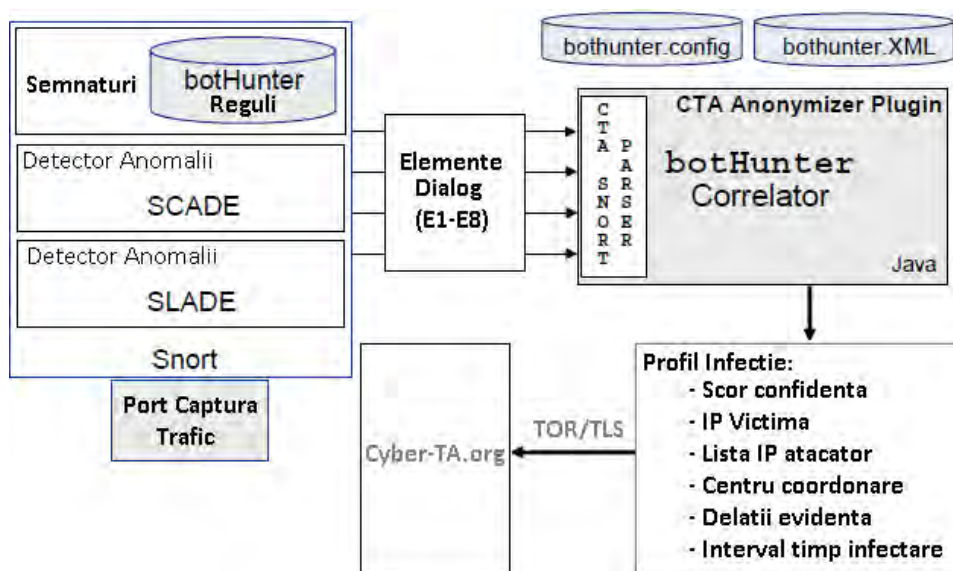 Semnaturi
botHunter
Reguli
Detector Anomalii
SCADE
Detector Anomalii
SLADE
Snort
Port Captura
Trafic
Elemente
Dialog
(E1-E8)
bothunter.config
bothunter.XML
CTA SNORT
PARSER
CTA Anonymizer Plugin
botHunter
Correlator
Java
Profil Infectie:
- Scor confidenta
- IP Victima
- Lista IP atacator
- Centru coordonare
- Delatii evidenta
- Interval timp infectare
TOR/TLS
Cyber-TA.org